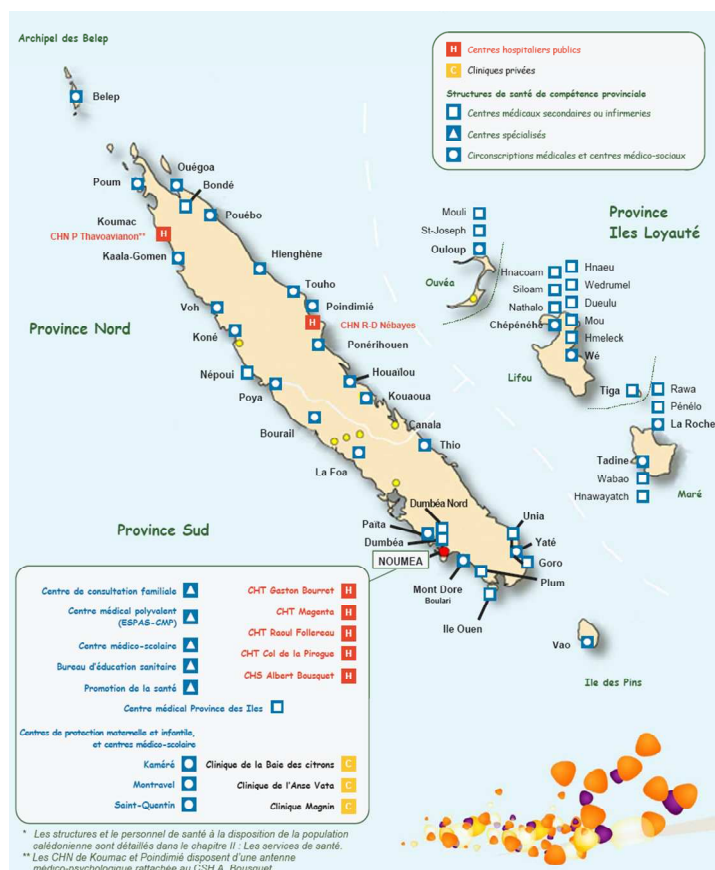 Archipel des Belep
Belep
H Centres hospitaliers publics
C Cliniques privées
Structures de santé de compétence provinciale
Centres médicaux secondaires ou infirmeries
Centres spécialisés
Circonscriptions médicales et centres médico-sociaux
Ouégoa
Poum
Bondé
Pouébo
Koumac
CHN P Thavoavianon**
H
Kaala-Gomen
Hienghène
Touho
Voh
Poindimié
H CHN R-D Nébayes
Province Nord
Koné
Ponérihouen
Népoui
Houaïlou
Poya
Kouaoua
Bourail
Canala
Thio
La Foa
Province
Iles Loyauté
Mouli
St-Joseph
Ouloup
Ouvéa
Hnacoam
Hnaeu
Siloam
Wedrumel
Nathalo
Dueulu
Chépénéhé
Mou
Hmeleck
Wé
Lifou
Tiga
Rawa
Pénélo
La Roche
Tadine
Wabao
Hnawayatch
Maré
Province Sud
Dumbéa Nord
Païta
Dumbéa
NOUMEA
Unia
Yaté
Goro
Mont Dore
Boulari
Plum
Ile Ouen
Vao
Ile des Pins
Centre de consultation familiale
CHT Gaston Bourret H
Centre médical polyvalent
(ESPAS-CMP)
CHT Magenta H
Centre médico-scolaire
CHT Raoul Follereau H
Bureau d'éducation sanitaire
CHT Col de la Pirogue H
Promotion de la santé
CHS Albert Bousquet H
Centre médical Province des Iles
Centres de protection maternelle et infantile,
et centres médico-scolaire
Kaméré
Clinique de la Baie des citrons C
Montravel
Clinique de l'Anse Vata C
Saint-Quentin
Clinique Magnin C
* Les structures et le personnel de santé à la disposition de la population
calédonienne sont détaillés dans le chapitre II : Les services de santé.
** Les CHN de Koumac et Poindimié disposent d'une antenne
médico-psychologique rattachée au CSH A. Bousquet